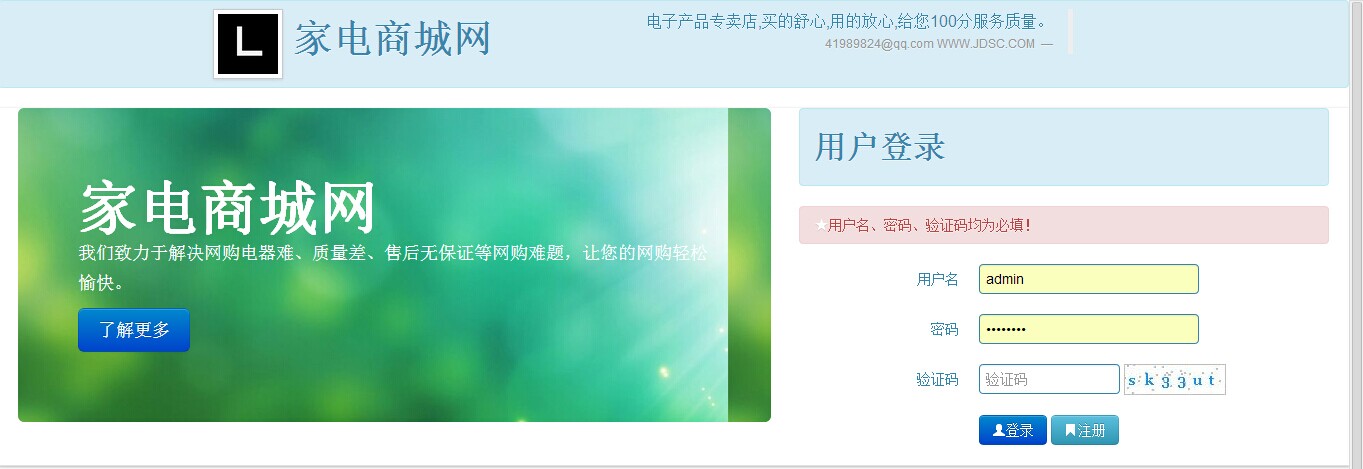 L
家电商城网
电子产品专卖店,买的舒心,用的放心,给您100分服务质量。
41989824@qq.com WWW.JDSC.COM —
家电商城网
我们致力于解决网购电器难、质量差、售后无保证等网购难题，让您的网购轻松
愉快。
了解更多
用户登录
★用户名、密码、验证码均为必填！
用户名 admin
密码 ••••••••
验证码 验证码 sk33ut
登录 注册